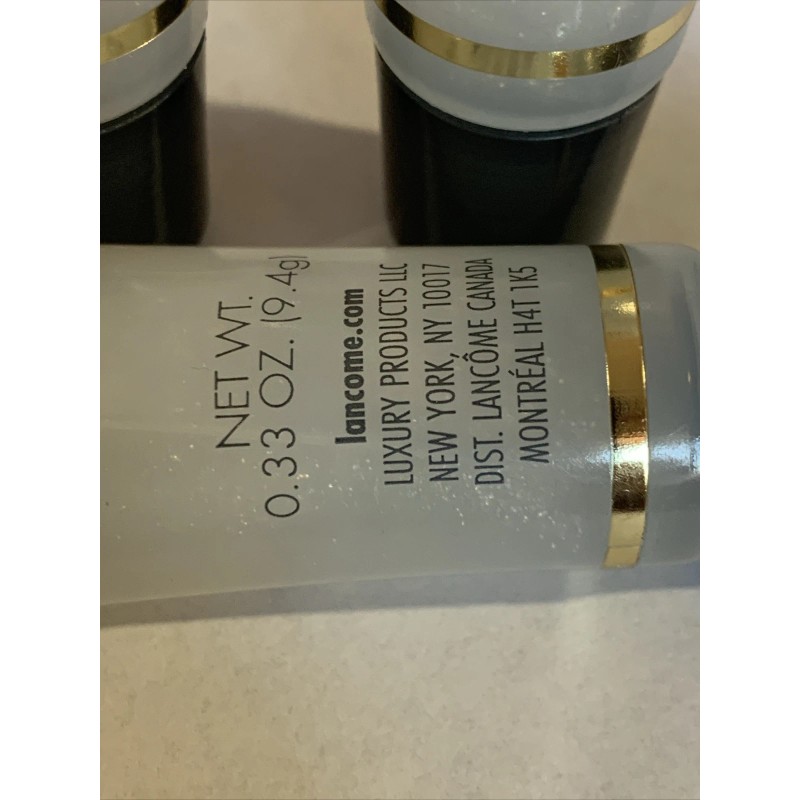 NET WT.
0.33 OZ. (9.4g)
lancome.com
LUXURY PRODUCTS LLC
NEW YORK, NY 10017
DIST. LANCÔME CANADA
MONTRÉAL H4T 1K5